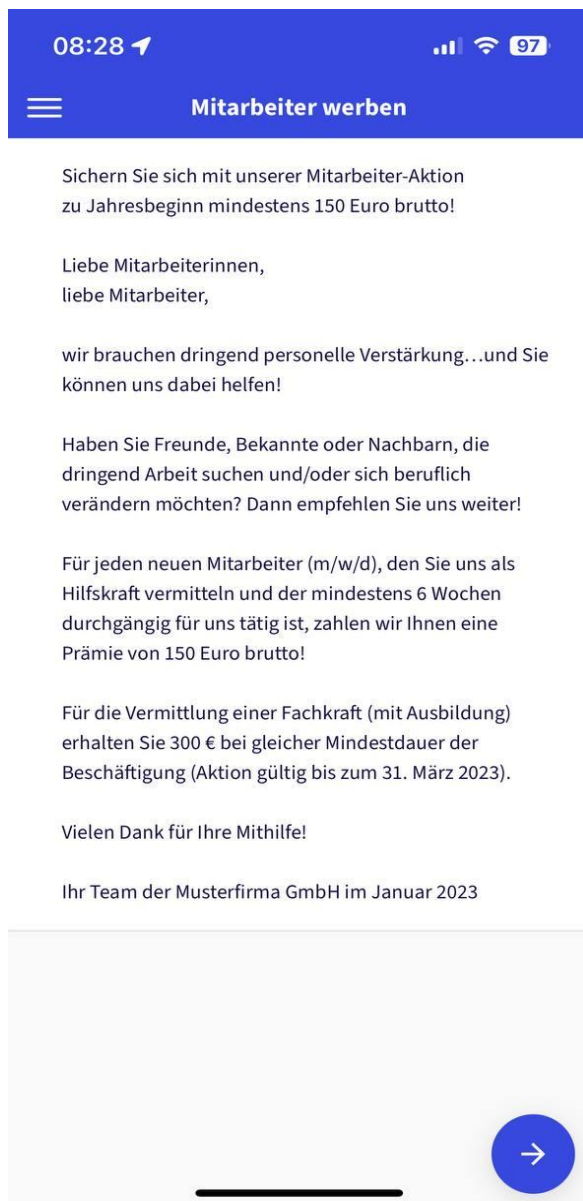 08:28
97
Mitarbeiter werben
Sichern Sie sich mit unserer Mitarbeiter-Aktion
zu Jahresbeginn mindestens 150 Euro brutto!
Liebe Mitarbeiterinnen,
liebe Mitarbeiter,
wir brauchen dringend personelle Verstärkung...und Sie
können uns dabei helfen!
Haben Sie Freunde, Bekannte oder Nachbarn, die
dringend Arbeit suchen und/oder sich beruflich
verändern möchten? Dann empfehlen Sie uns weiter!
Für jeden neuen Mitarbeiter (m/w/d), den Sie uns als
Hilfskraft vermitteln und der mindestens 6 Wochen
durchgängig für uns tätig ist, zahlen wir Ihnen eine
Prämie von 150 Euro brutto!
Für die Vermittlung einer Fachkraft (mit Ausbildung)
erhalten Sie 300 € bei gleicher Mindestdauer der
Beschäftigung (Aktion gültig bis zum 31. März 2023).
Vielen Dank für Ihre Mithilfe!
Ihr Team der Musterfirma GmbH im Januar 2023